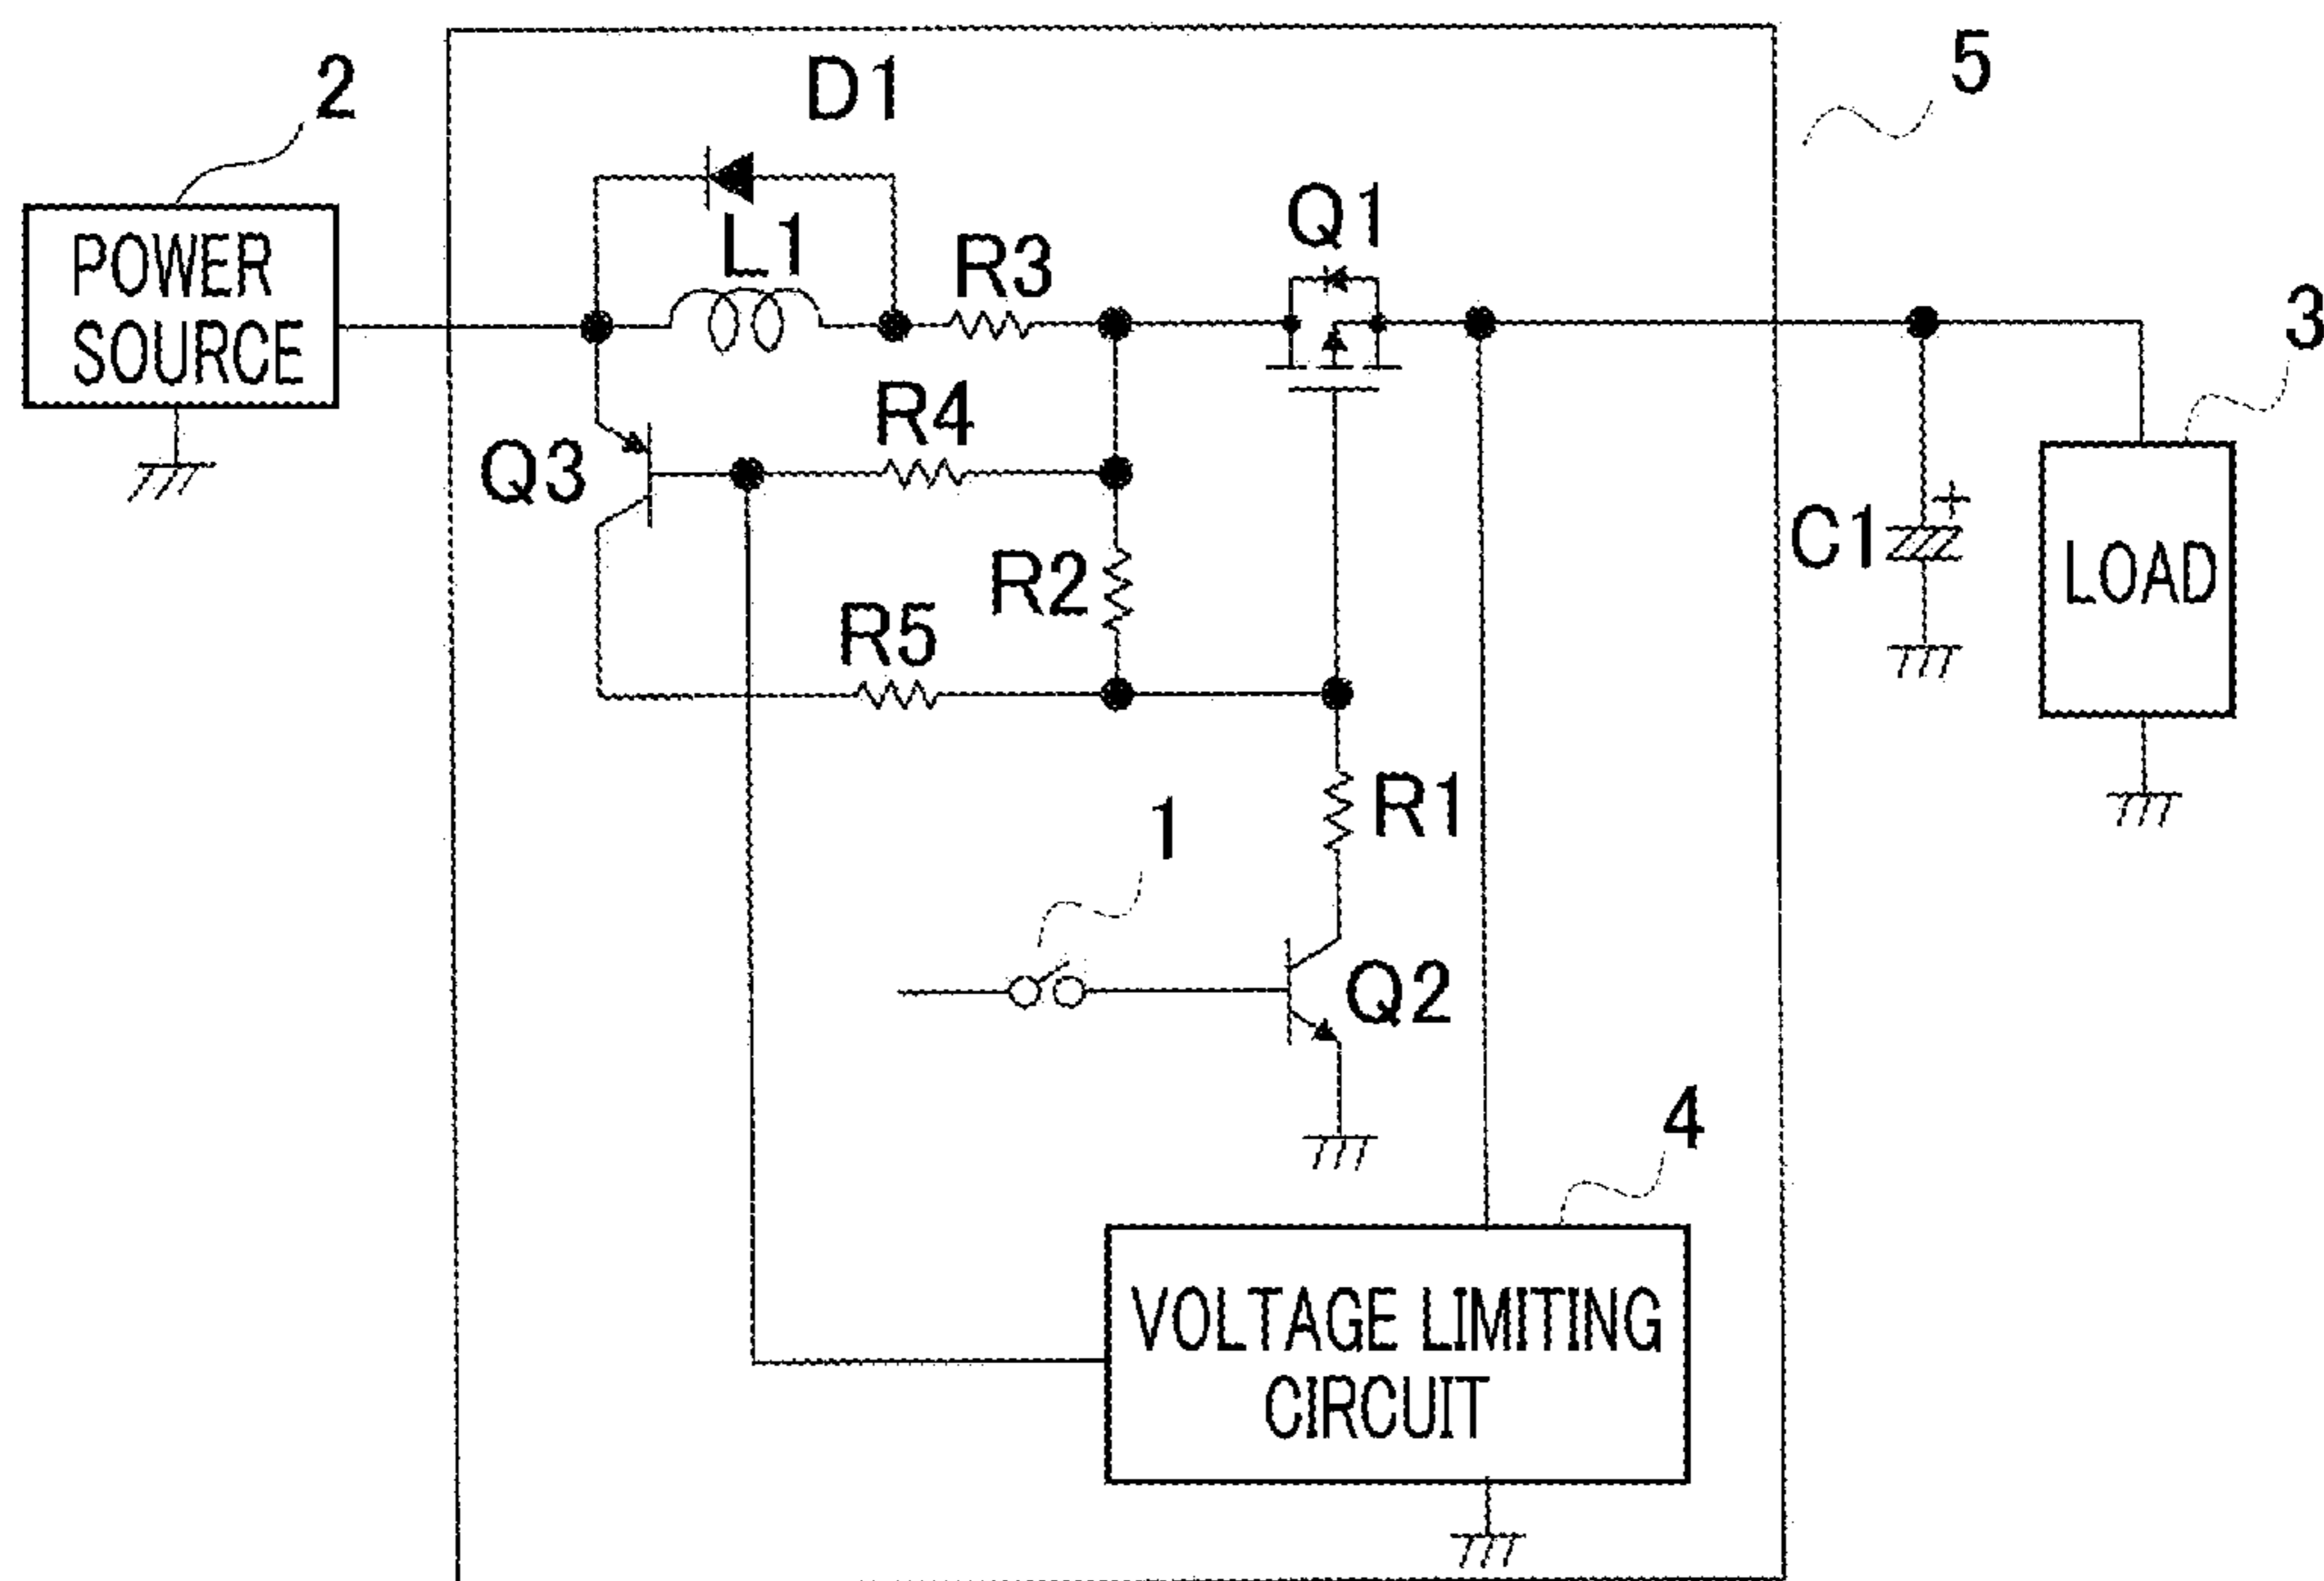 2
D1
5
POWER
SOURCE
L1
R3
Q1
3
R4
Q3
C1
LOAD
R2
R5
R1
1
Q2
4
VOLTAGE LIMITING
CIRCUIT